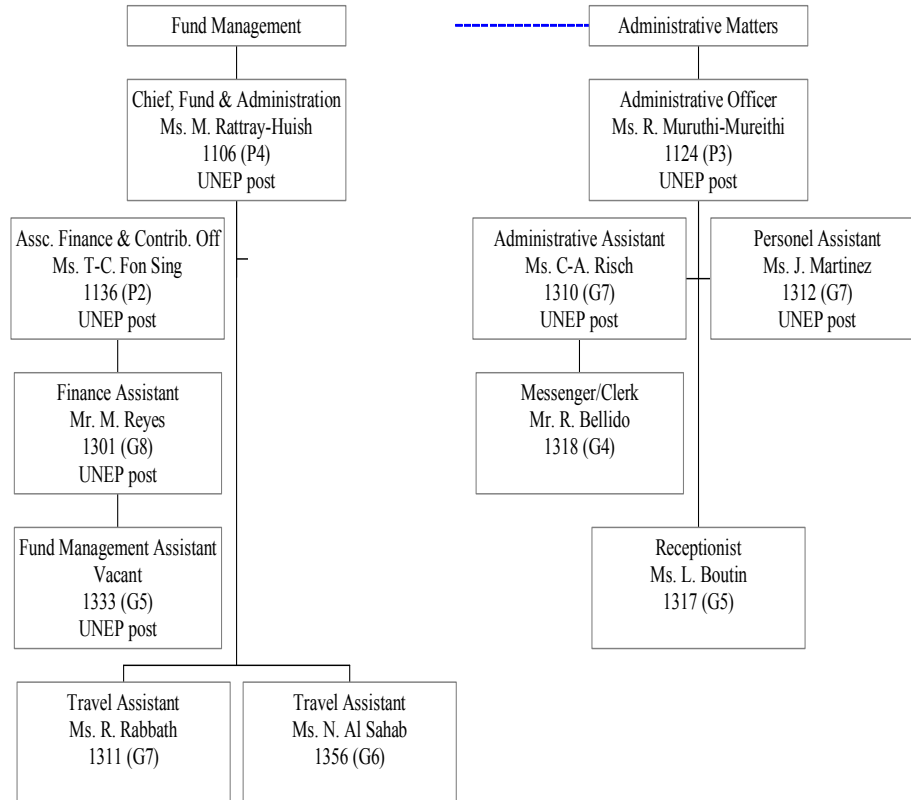 Fund Management
Administrative Matters
Chief, Fund & Administration
Ms. M. Rattray-Huish
1106 (P4)
UNEP post
Administrative Officer
Ms. R. Muruthi-Mureithi
1124 (P3)
UNEP post
Assc. Finance & Contrib. Off
Ms. T-C. Fon Sing
1136 (P2)
UNEP post
Administrative Assistant
Ms. C-A. Risch
1310 (G7)
UNEP post
Personel Assistant
Ms. J. Martinez
1312 (G7)
UNEP post
Finance Assistant
Mr. M. Reyes
1301 (G8)
UNEP post
Messenger/Clerk
Mr. R. Bellido
1318 (G4)
Fund Management Assistant
Vacant
1333 (G5)
UNEP post
Receptionist
Ms. L. Boutin
1317 (G5)
Travel Assistant
Ms. R. Rabbath
1311 (G7)
Travel Assistant
Ms. N. Al Sahab
1356 (G6)